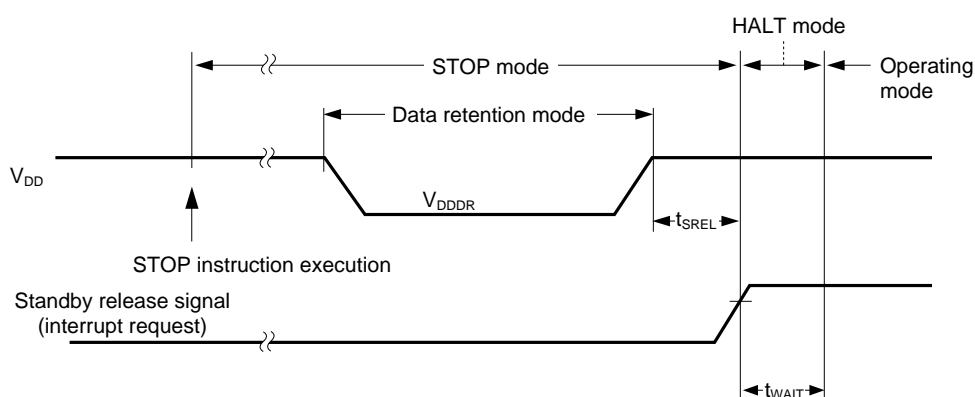 HALT mode
STOP mode
Operating
mode
Data retention mode
VDD
VDDDR
tSREL
STOP instruction execution
Standby release signal
(interrupt request)
tWAIT